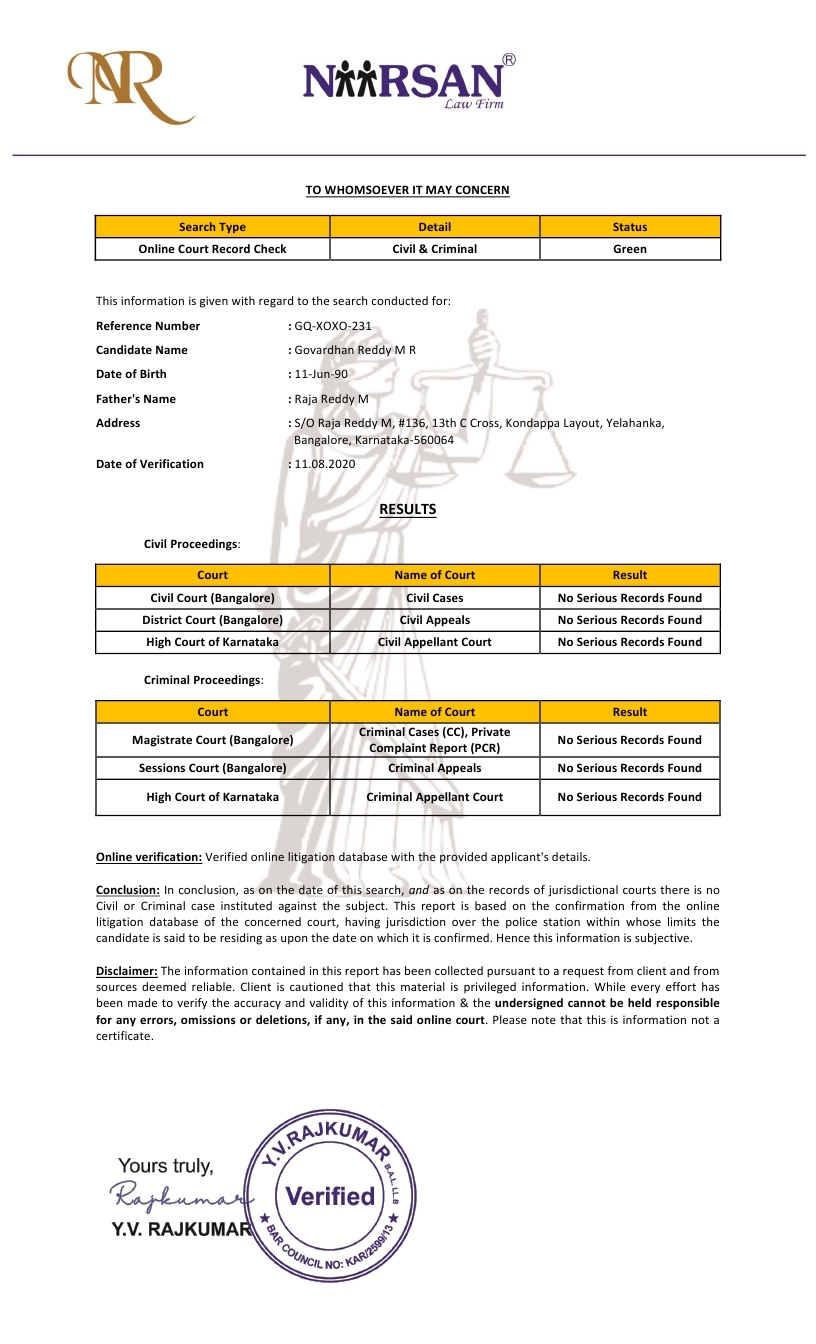 NR
NAARSAN®
Law Firm
TO WHOMSOEVER IT MAY CONCERN
Search Type Detail Status
Online Court Record Check Civil & Criminal Green
This information is given with regard to the search conducted for:
Reference Number : GQ-XOXO-231
Candidate Name : Govardhan Reddy M R
Date of Birth : 11-Jun-90
Father's Name : Raja Reddy M
Address : S/O Raja Reddy M, #136, 13th C Cross, Kondappa Layout, Yelahanka,
Bangalore, Karnataka-560064
Date of Verification : 11.08.2020
RESULTS
Civil Proceedings:
Court Name of Court Result
Civil Court (Bangalore) Civil Cases No Serious Records Found
District Court (Bangalore) Civil Appeals No Serious Records Found
High Court of Karnataka Civil Appellant Court No Serious Records Found
Criminal Proceedings:
Court Name of Court Result
Magistrate Court (Bangalore) Criminal Cases (CC), Private
Complaint Report (PCR) No Serious Records Found
Sessions Court (Bangalore) Criminal Appeals No Serious Records Found
High Court of Karnataka Criminal Appellant Court No Serious Records Found
Online verification: Verified online litigation database with the provided applicant's details.
Conclusion: In conclusion, as on the date of this search, and as on the records of jurisdictional courts there is no
Civil or Criminal case instituted against the subject. This report is based on the confirmation from the online
litigation database of the concerned court, having jurisdiction over the police station within whose limits the
candidate is said to be residing as upon the date on which it is confirmed. Hence this information is subjective.
Disclaimer: The information contained in this report has been collected pursuant to a request from client and from
sources deemed reliable. Client is cautioned that this material is privileged information. While every effort has
been made to verify the accuracy and validity of this information & the undersigned cannot be held responsible
for any errors, omissions or deletions, if any, in the said online court. Please note that this is information not a
certificate.
Yours truly,
Rajkumar
Y.V. RAJKUMAR
Y.V.RAJKUMAR B.A.L, LL.B
Verified
★ BAR COUNCIL NO: KAR/2599/13 ★